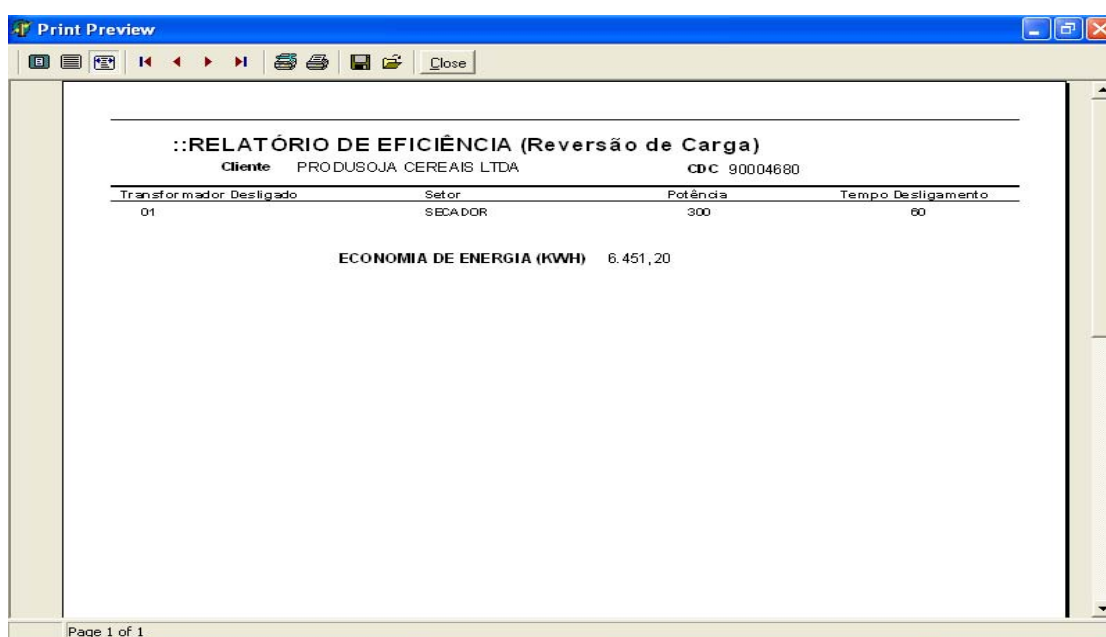 Print Preview
Close
::RELATÓRIO DE EFICIÊNCIA (Reversão de Carga)
Cliente PRODUSOJA CEREAIS LTDA CDC 90004680
Transformador Desligado Setor Potência Tempo Desligamento
01 SECADOR 300 60
ECONOMIA DE ENERGIA (KWH) 6.451,20
Page 1 of 1